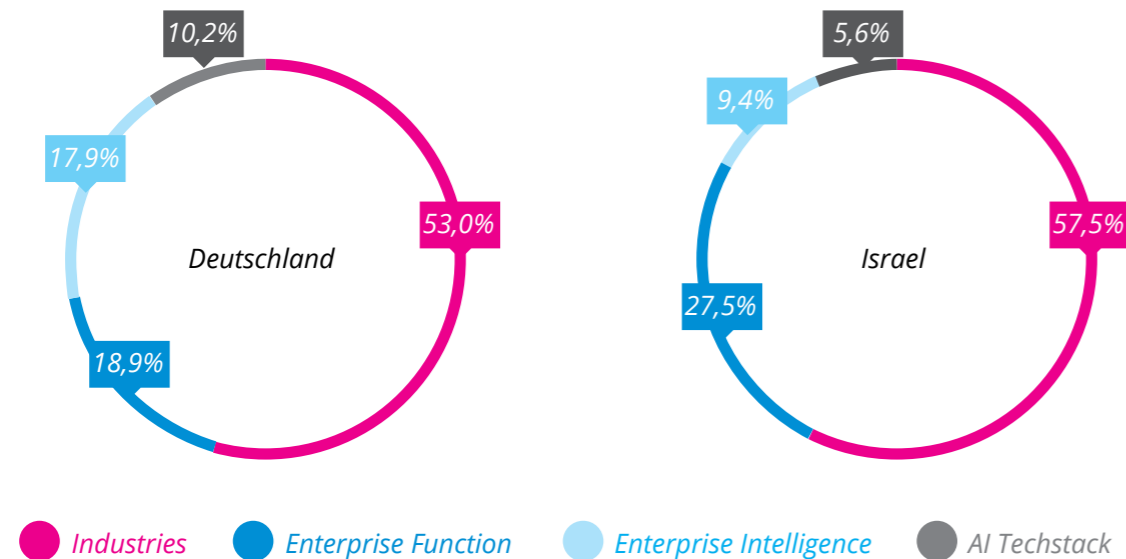 10,2%
17,9%
53,0%
Deutschland
18,9%
5,6%
9,4%
57,5%
Israel
27,5%
Industries
Enterprise Function
Enterprise Intelligence
AI Techstack